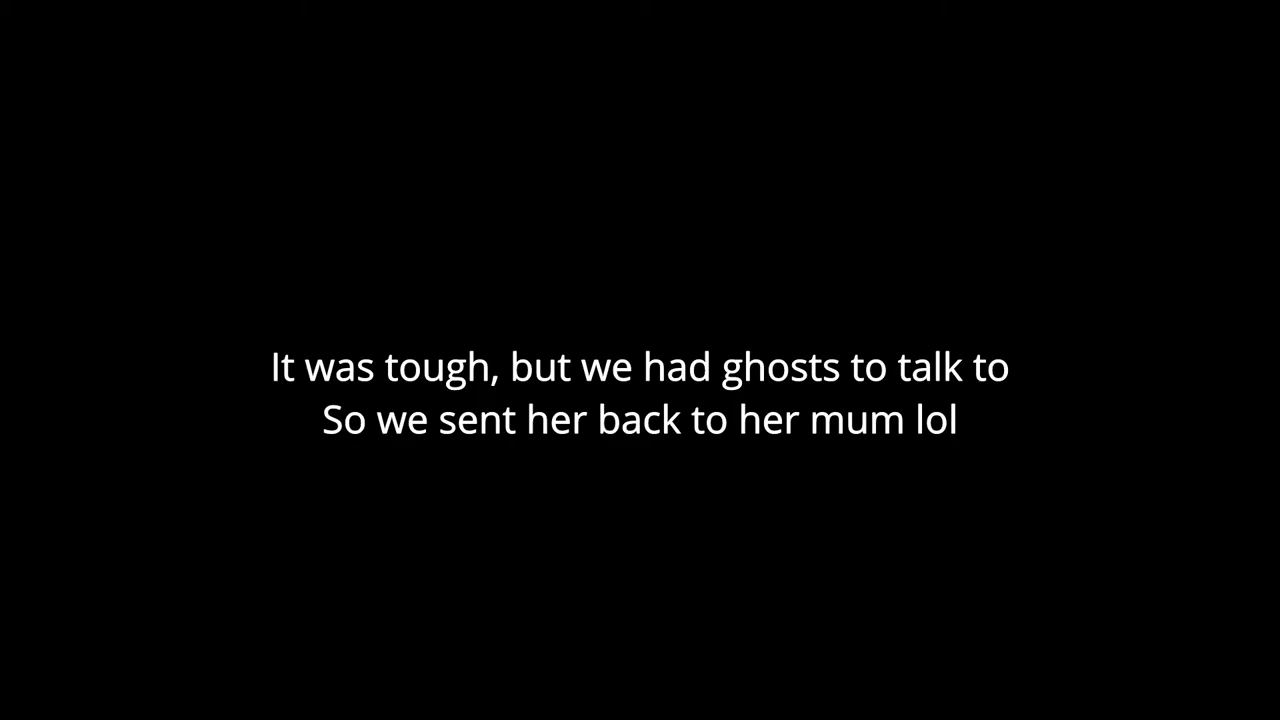 It was tough, but we had ghosts to talk to
So we sent her back to her mum lol